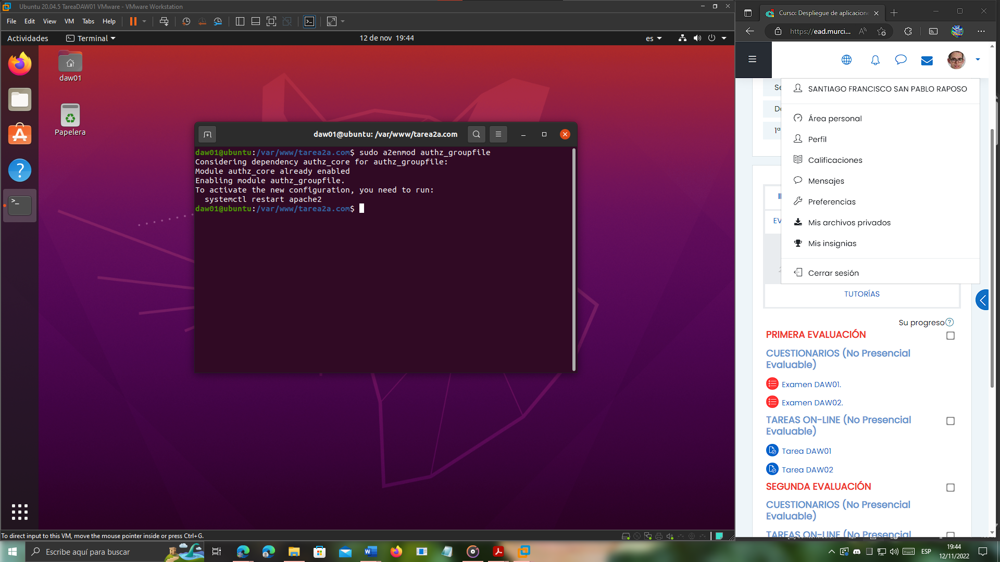 Ubuntu 20.04.5 TareaDAW01 VMware - VMware Workstation
File Edit View VM Tabs Help
Actividades
Terminal
12 de nov 19:44
es
daw01
Papelera
daw01@ubuntu: /var/www/tarea2a.com
daw01@ubuntu:/var/www/tarea2a.com$ sudo a2enmod authz_groupfile
Considering dependency authz_core for authz_groupfile:
Module authz_core already enabled
Enabling module authz_groupfile.
To activate the new configuration, you need to run:
systemctl restart apache2
daw01@ubuntu:/var/www/tarea2a.com$
To direct input to this VM, move the mouse pointer inside or press Ctrl+G.
Curso: Despliegue de aplicacione
https://ead.murci...
SANTIAGO FRANCISCO SAN PABLO RAPOSO
Área personal
Perfil
Calificaciones
Mensajes
Preferencias
Mis archivos privados
Mis insignias
Cerrar sesión
1ª
EV
TUTORÍAS
Su progreso
PRIMERA EVALUACIÓN
CUESTIONARIOS (No Presencial
Evaluable)
Examen DAW01.
Examen DAW02.
TAREAS ON-LINE (No Presencial
Evaluable)
Tarea DAW01
Tarea DAW02
SEGUNDA EVALUACIÓN
CUESTIONARIOS (No Presencial
Evaluable)
TAREAS ON-LINE (No Presencial
Escribe aquí para buscar
ESP
19:44
12/11/2022